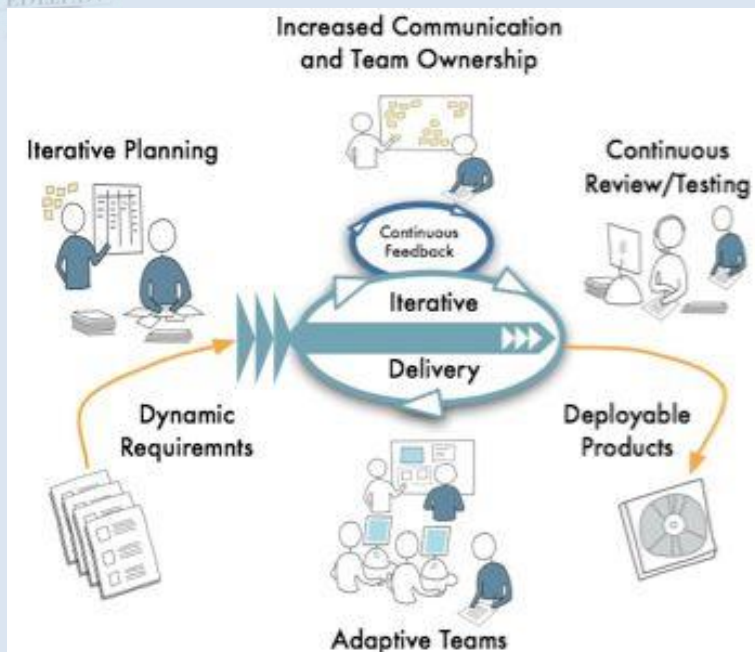 Increased Communication
and Team Ownership
Iterative Planning
Continuous
Review/Testing
Continuous
Feedback
Iterative
Delivery
Dynamic
Requiremnts
Deployable
Products
Adaptive Teams